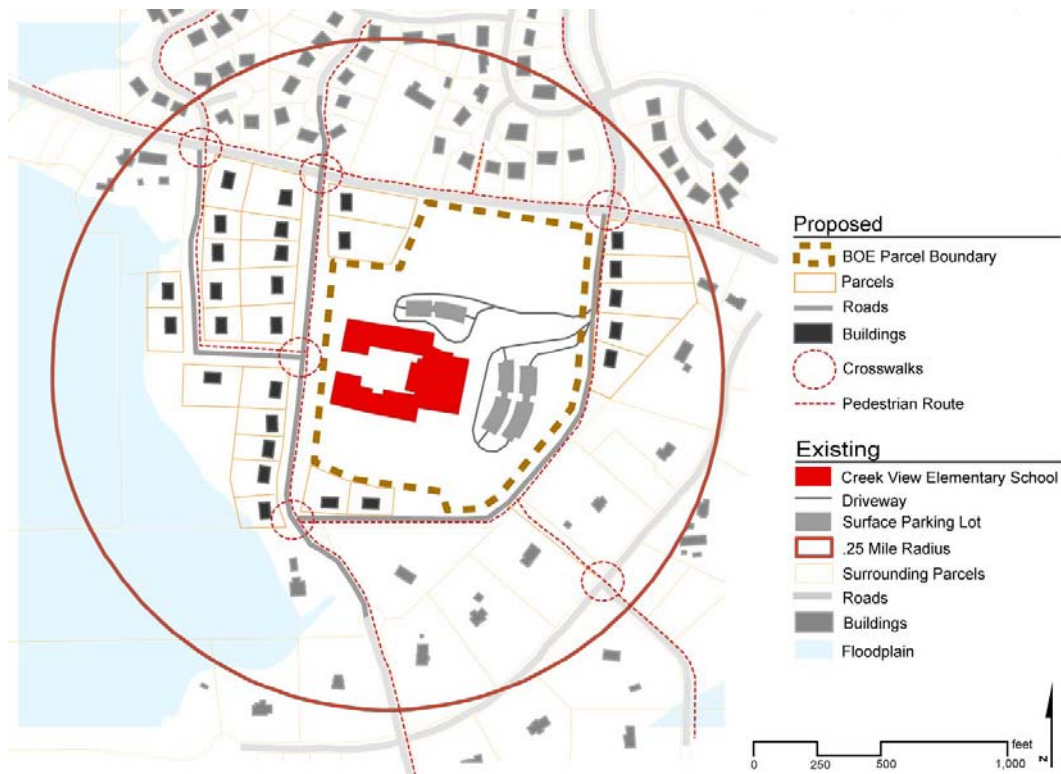 Proposed
BOE Parcel Boundary
Parcels
Roads
Buildings
Crosswalks
Pedestrian Route
Existing
Creek View Elementary School
Driveway
Surface Parking Lot
.25 Mile Radius
Surrounding Parcels
Roads
Buildings
Floodplain
feet
0 250 500 1,000
N